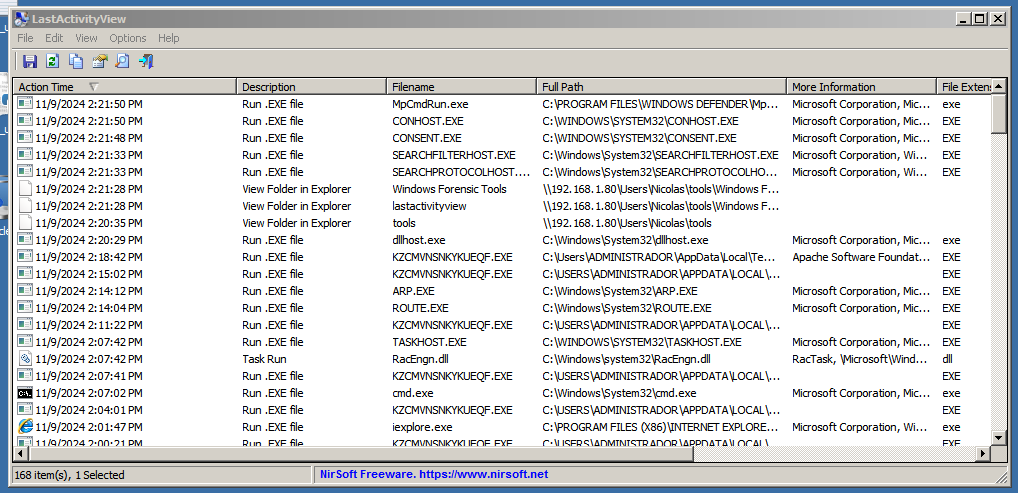 LastActivityView
File Edit View Options Help
Action Time Description Filename Full Path More Information File Extens
11/9/2024 2:21:50 PM Run .EXE file MpCmdRun.exe C:\PROGRAM FILES\WINDOWS DEFENDER\Mp... Microsoft Corporation, Mic... exe
11/9/2024 2:21:50 PM Run .EXE file CONHOST.EXE C:\WINDOWS\SYSTEM32\CONHOST.EXE Microsoft Corporation, Mic... EXE
11/9/2024 2:21:48 PM Run .EXE file CONSENT.EXE C:\WINDOWS\SYSTEM32\CONSENT.EXE Microsoft Corporation, Mic... EXE
11/9/2024 2:21:33 PM Run .EXE file SEARCHFILTERHOST.EXE C:\Windows\System32\SEARCHFILTERHOST.EXE Microsoft Corporation, Wi... EXE
11/9/2024 2:21:33 PM Run .EXE file SEARCHPROTOCOLHOST.... C:\Windows\System32\SEARCHPROTOCOLHO... Microsoft Corporation, Wi... EXE
11/9/2024 2:21:28 PM View Folder in Explorer Windows Forensic Tools \\192.168.1.80\Users\Nicolas\tools\Windows F...
11/9/2024 2:21:28 PM View Folder in Explorer lastactivityview \\192.168.1.80\Users\Nicolas\tools\Windows F...
11/9/2024 2:20:35 PM View Folder in Explorer tools \\192.168.1.80\Users\Nicolas\tools
11/9/2024 2:20:29 PM Run .EXE file dllhost.exe C:\Windows\System32\dllhost.exe Microsoft Corporation, Mic... exe
11/9/2024 2:18:42 PM Run .EXE file KZCMVNSNKYKUEQF.EXE C:\Users\ADMINISTRADOR\AppData\Local\Te... Apache Software Foundat... EXE
11/9/2024 2:15:02 PM Run .EXE file KZCMVNSNKYKUEQF.EXE C:\USERS\ADMINISTRADOR\APPDATA\LOCAL\... EXE
11/9/2024 2:14:12 PM Run .EXE file ARP.EXE C:\Windows\System32\ARP.EXE Microsoft Corporation, Mic... EXE
11/9/2024 2:14:04 PM Run .EXE file ROUTE.EXE C:\Windows\System32\ROUTE.EXE Microsoft Corporation, Mic... EXE
11/9/2024 2:11:22 PM Run .EXE file KZCMVNSNKYKUEQF.EXE C:\USERS\ADMINISTRADOR\APPDATA\LOCAL\... EXE
11/9/2024 2:07:42 PM Run .EXE file TASKHOST.EXE C:\WINDOWS\SYSTEM32\TASKHOST.EXE Microsoft Corporation, Mic... EXE
11/9/2024 2:07:42 PM Task Run RacEngn.dll C:\Windows\system32\RacEngn.dll RacTask, \Microsoft\Wind... dll
11/9/2024 2:07:41 PM Run .EXE file KZCMVNSNKYKUEQF.EXE C:\USERS\ADMINISTRADOR\APPDATA\LOCAL\... EXE
11/9/2024 2:07:02 PM Run .EXE file cmd.exe C:\Windows\System32\cmd.exe Microsoft Corporation, Mic... exe
11/9/2024 2:04:01 PM Run .EXE file KZCMVNSNKYKUEQF.EXE C:\USERS\ADMINISTRADOR\APPDATA\LOCAL\... EXE
11/9/2024 2:01:47 PM Run .EXE file iexplore.exe C:\PROGRAM FILES (X86)\INTERNET EXPLORE... Microsoft Corporation, Mic... exe
11/9/2024 2:00:21 PM Run .EXE file KZCMVNSNKYKUEQF.EXE C:\USERS\ADMINISTRADOR\APPDATA\LOCAL\... EXE
168 item(s), 1 Selected NirSoft Freeware. https://www.nirsoft.net